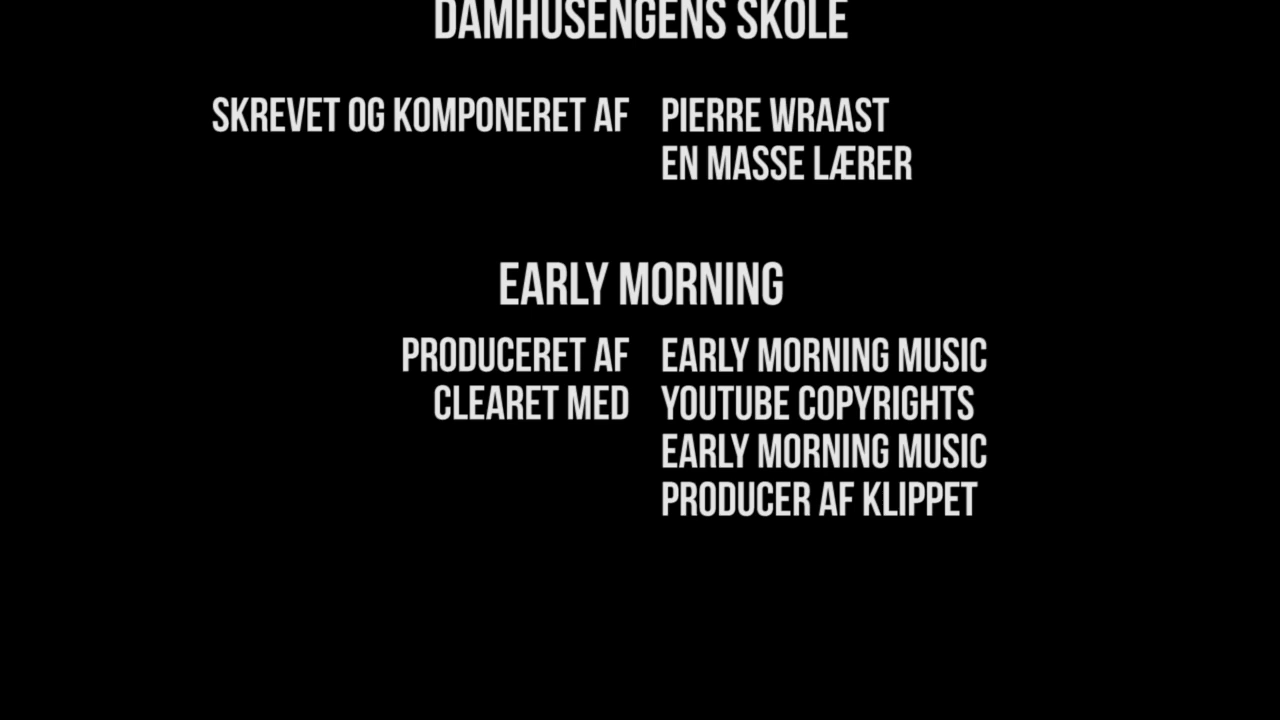 DAMHUSENGENS SKOLE
SKREVET OG KOMPONERET AF PIERRE WRAAST
EN MASSE LÆRER
EARLY MORNING
PRODUCERET AF EARLY MORNING MUSIC
CLEARET MED YOUTUBE COPYRIGHTS
EARLY MORNING MUSIC
PRODUCER AF KLIPPET